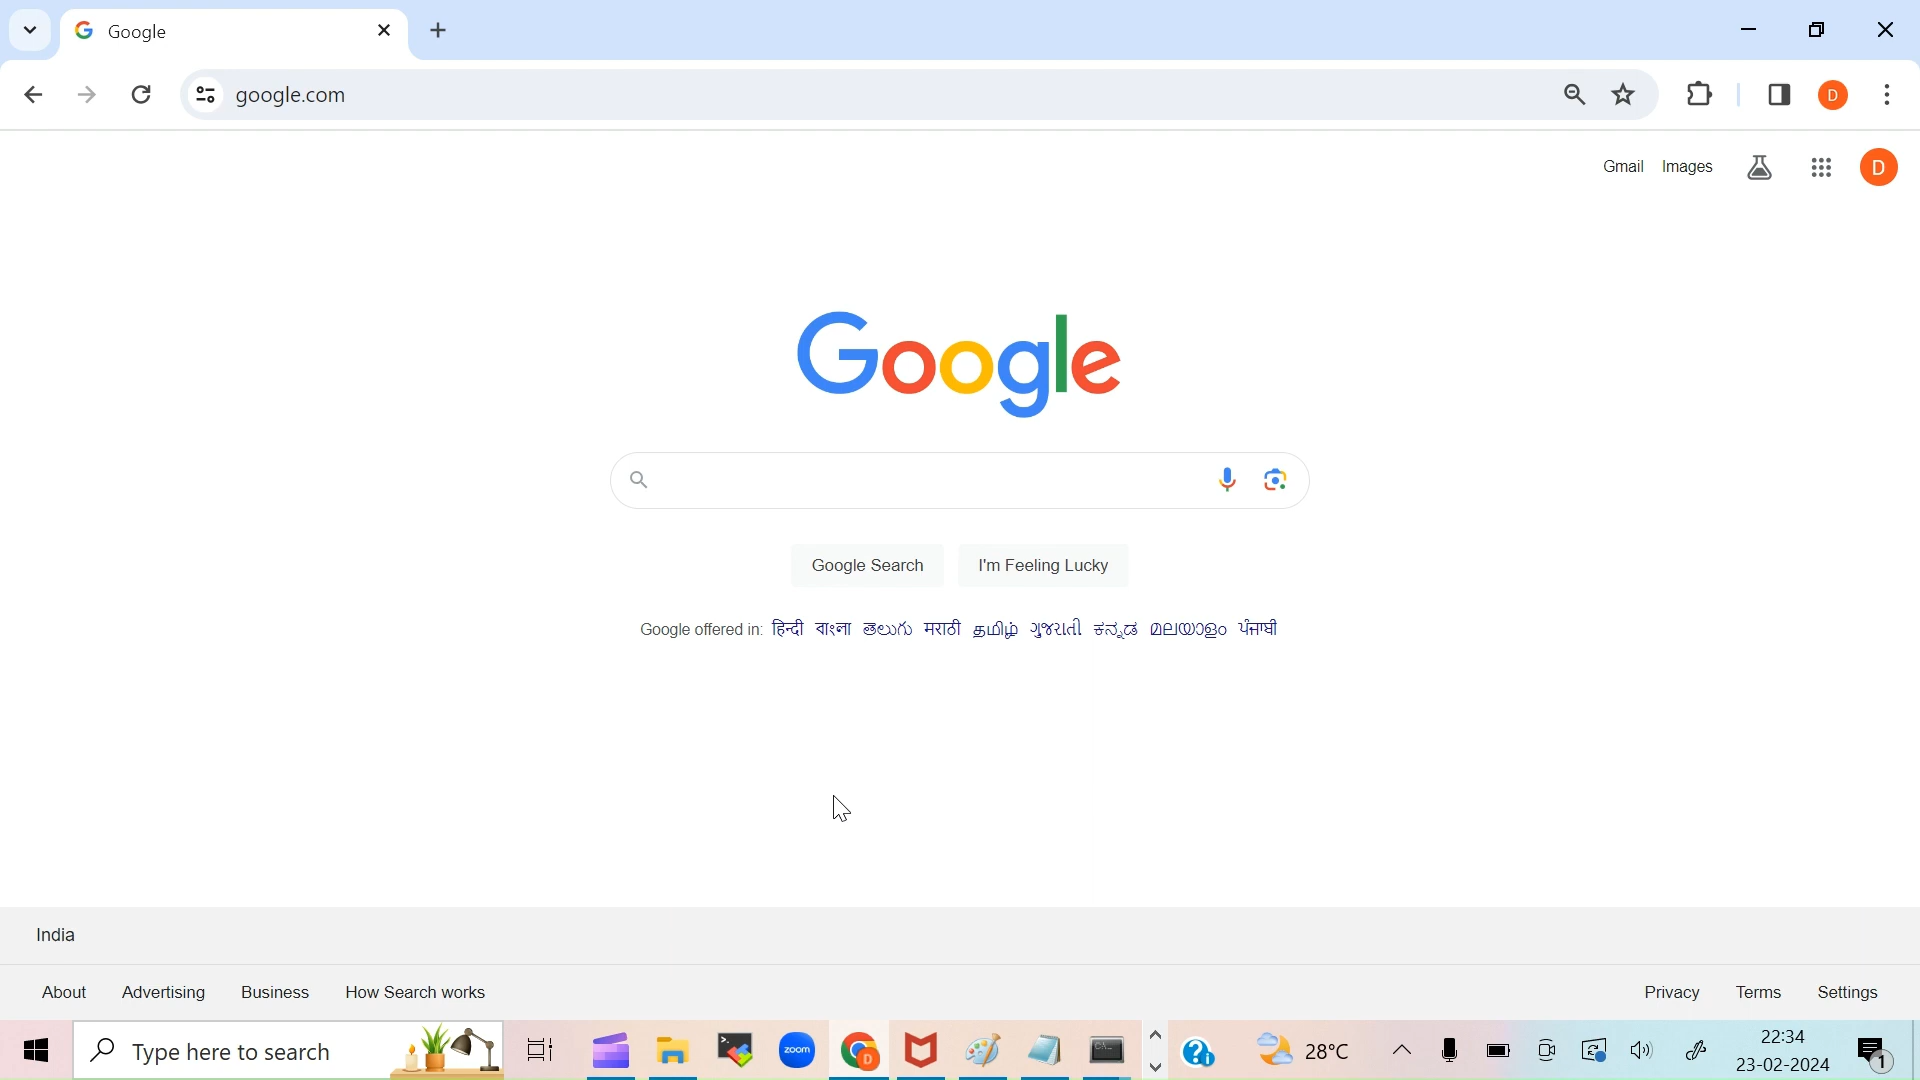 Google
google.com
D
Gmail Images
D
Google
Google Search I'm Feeling Lucky
Google offered in: हिन्दी বাংলা తెలుగు मराठी தமிழ் ગુજરાતી ಕನ್ನಡ മലയാളം ਪੰਜਾਬੀ
India
About Advertising Business How Search works Privacy Terms Settings
Type here to search zoom D 28°C 22:34
23-02-2024 1